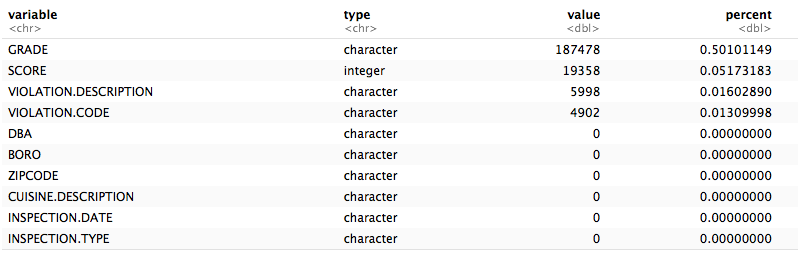 variable type value percent
<chr> <chr> <dbl> <dbl>
GRADE character 187478 0.50101149
SCORE integer 19358 0.05173183
VIOLATION.DESCRIPTION character 5998 0.01602890
VIOLATION.CODE character 4902 0.01309998
DBA character 0 0.00000000
BORO character 0 0.00000000
ZIPCODE character 0 0.00000000
CUISINE.DESCRIPTION character 0 0.00000000
INSPECTION.DATE character 0 0.00000000
INSPECTION.TYPE character 0 0.00000000